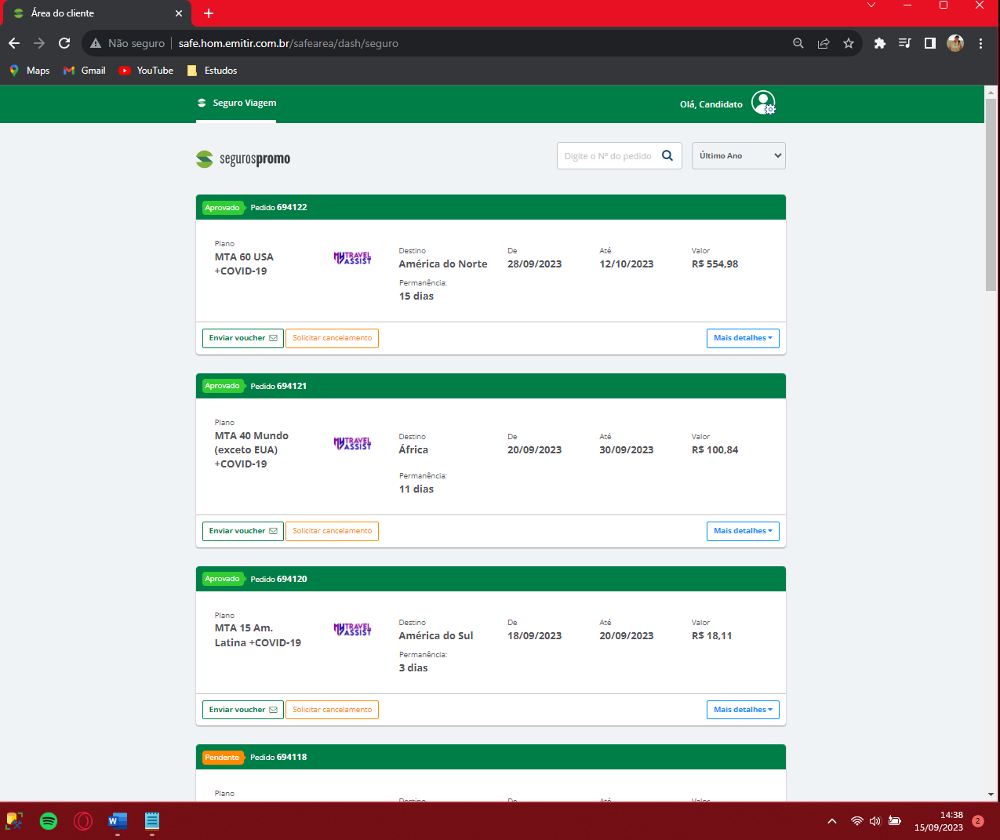 Área do cliente
Não seguro
safe.hom.emitir.com.br/safearea/dash/seguro
Maps
Gmail
YouTube
Estudos
Seguro Viagem
Olá, Candidato
segurospromo
Digite o Nº do pedido
Último Ano
Aprovado
Pedido 694122
Plano
MTA 60 USA
+COVID-19
MY TRAVEL
ASSIST
Destino
América do Norte
De
28/09/2023
Até
12/10/2023
Valor
R$ 554,98
Permanência:
15 dias
Enviar voucher
Solicitar cancelamento
Mais detalhes
Aprovado
Pedido 694121
Plano
MTA 40 Mundo
(exceto EUA)
+COVID-19
MY TRAVEL
ASSIST
Destino
África
De
20/09/2023
Até
30/09/2023
Valor
R$ 100,84
Permanência:
11 dias
Enviar voucher
Solicitar cancelamento
Mais detalhes
Aprovado
Pedido 694120
Plano
MTA 15 Am.
Latina +COVID-19
MY TRAVEL
ASSIST
Destino
América do Sul
De
18/09/2023
Até
20/09/2023
Valor
R$ 18,11
Permanência:
3 dias
Enviar voucher
Solicitar cancelamento
Mais detalhes
Pendente
Pedido 694118
Plano
Destino
De
Até
Valor
W
14:38
15/09/2023
2